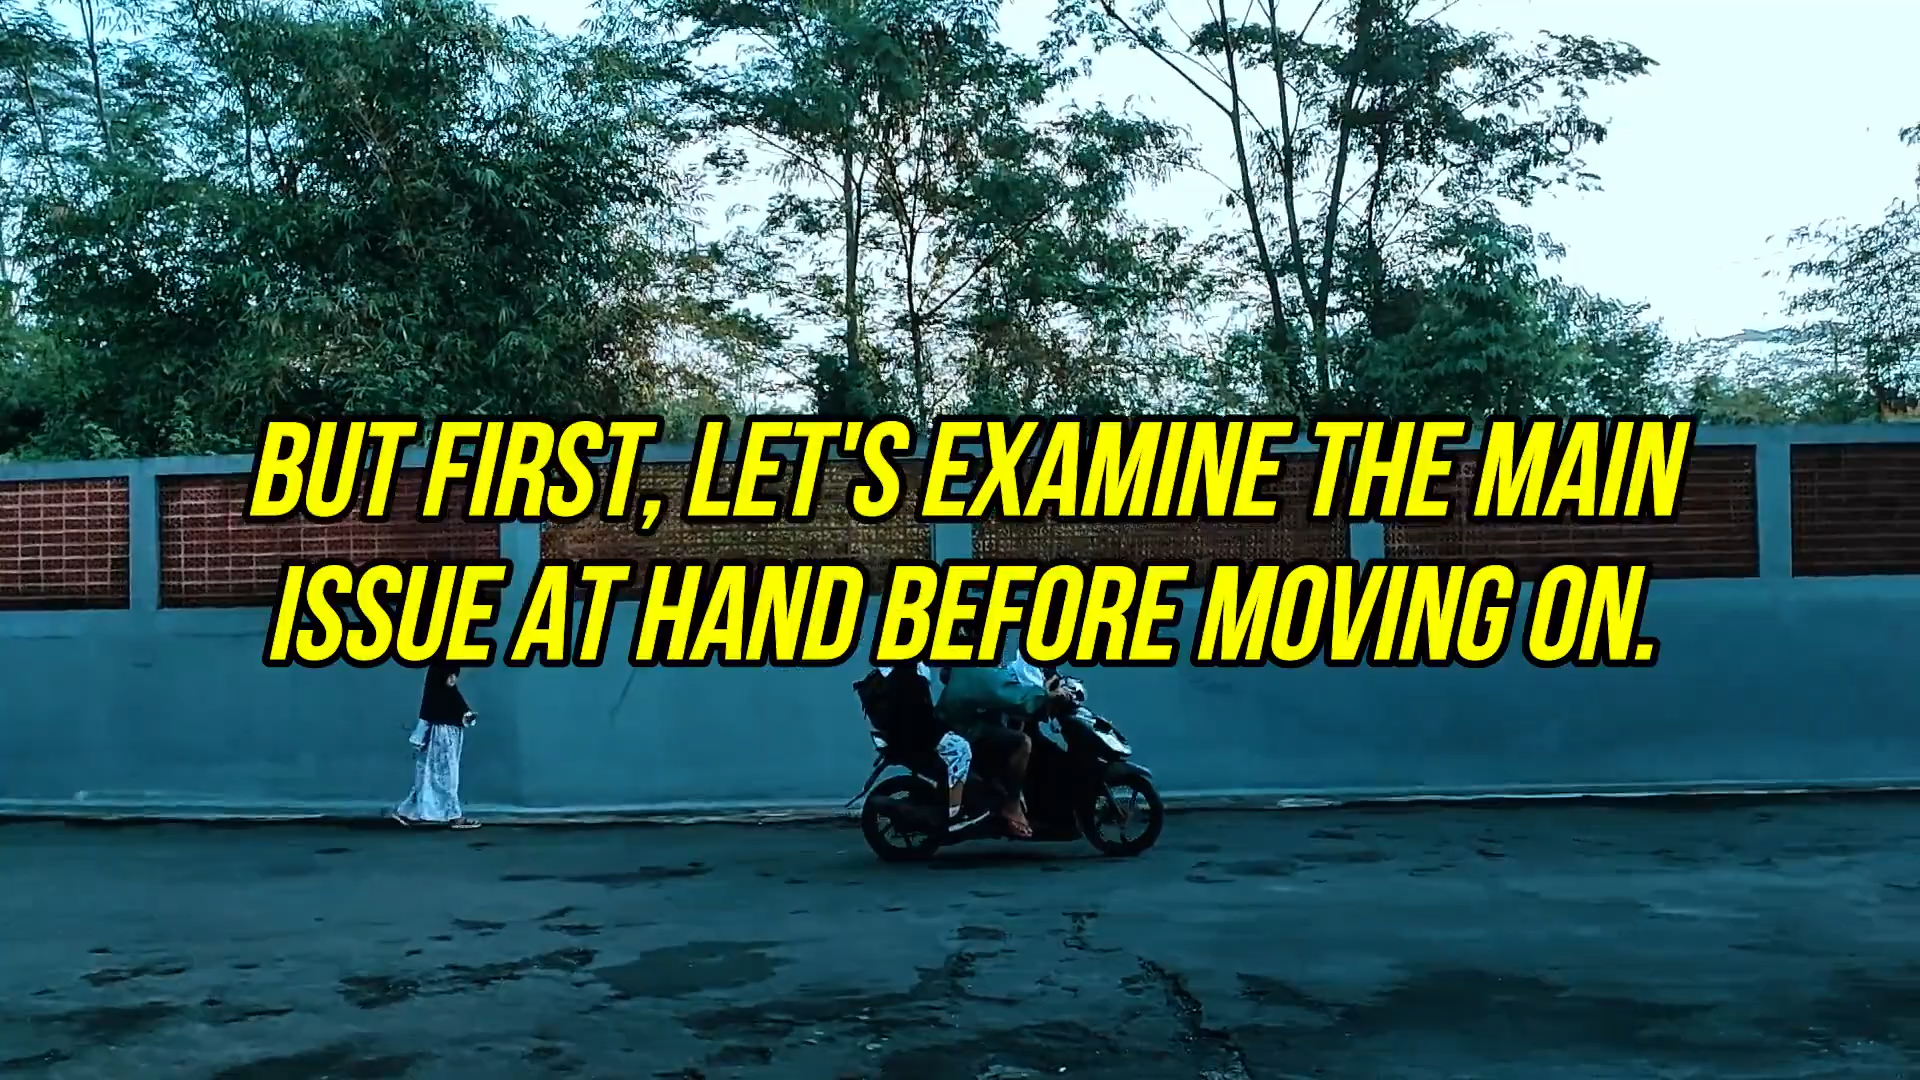 BUT FIRST, LET'S EXAMINE THE MAIN
ISSUE AT HAND BEFORE MOVING ON.